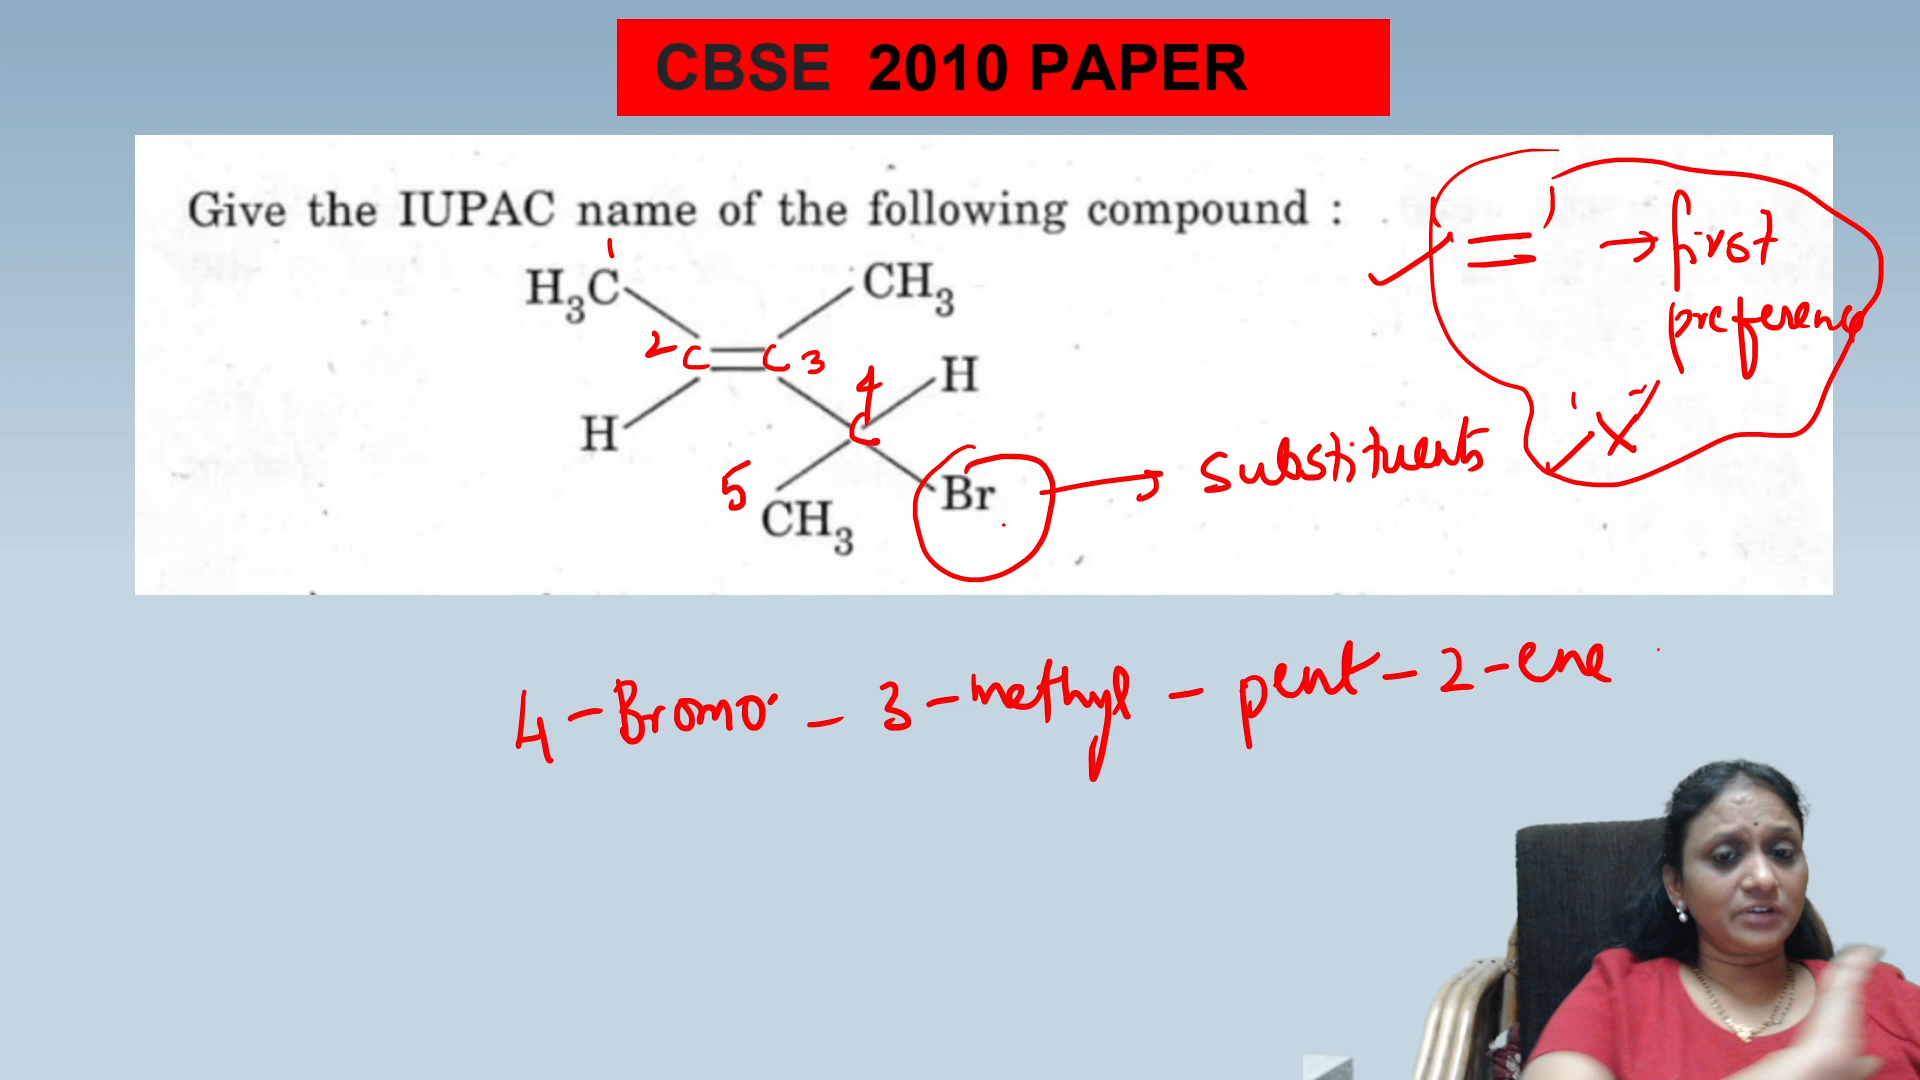 CBSE 2010 PAPER
Give the IUPAC name of the following compound :
1
H₃C CH₃
2 C C 3
4 H
H C
5 Br
CH₃
= → first
preference
X
→ substituents
4-Bromo-3-methyl-pent-2-ene